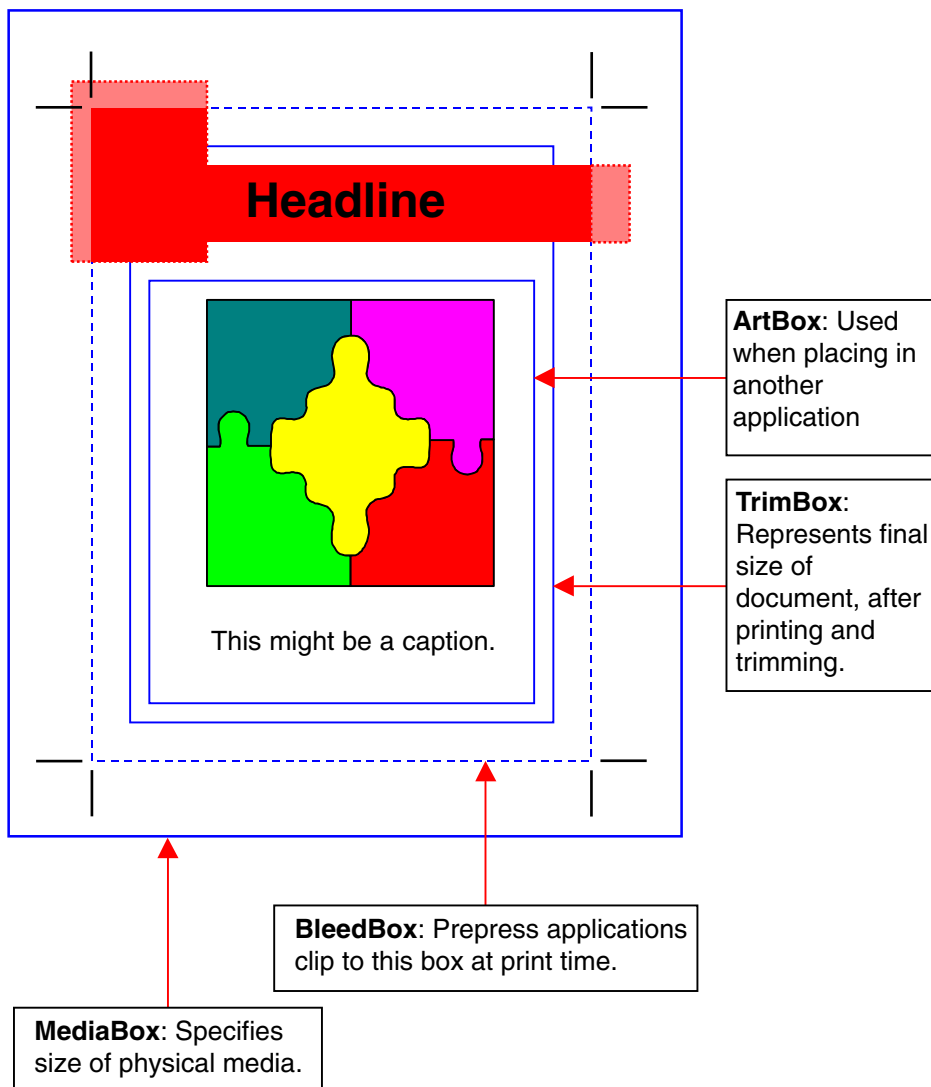 Headline
This might be a caption.
ArtBox: Used
when placing in
another
application
TrimBox:
Represents final
size of
document, after
printing and
trimming.
BleedBox: Prepress applications
clip to this box at print time.
MediaBox: Specifies
size of physical media.